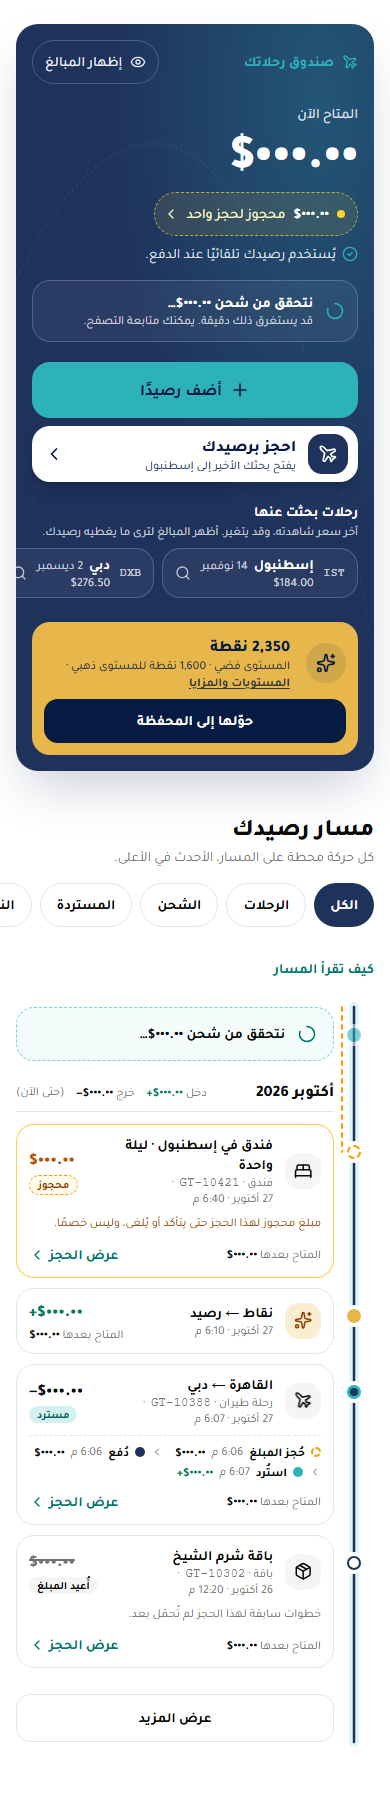 صندوق رحلاتك
إظهار المبالغ
المتاح الآن
$•••.••
$•••.•• محجوز لحجز واحد
يُستخدم رصيدك تلقائيًا عند الدفع.
نتحقق من شحن $•••.••…
قد يستغرق ذلك دقيقة. يمكنك متابعة التصفح.
أضف رصيدًا
احجز برصيدك
يفتح بحثك الأخير إلى إسطنبول
رحلات بحثت عنها
آخر سعر شاهدته، وقد يتغير. أظهر المبالغ لترى ما يغطيه رصيدك.
IST إسطنبول 14 نوفمبر
$184.00
DXB دبي 2 ديسمبر
$276.50
2,350 نقطة
المستوى فضي · 1,600 نقطة للمستوى ذهبي ·
المستويات والمزايا
حوّلها إلى المحفظة
مسار رصيدك
كل حركة محطة على المسار، الأحدث في الأعلى.
الكل
الرحلات
الشحن
المستردة
كيف تقرأ المسار
نتحقق من شحن $•••.••…
أكتوبر 2026
دخل +$•••.•• خرج −$•••.•• (حتى الآن)
فندق في إسطنبول · ليلة
واحدة
$•••.••
فندق · GT-10421 ·
27 أكتوبر · 6:40 م
محجوز
مبلغ محجوز لهذا الحجز حتى يتأكد أو يُلغى، وليس خصمًا.
المتاح بعدها $•••.••
عرض الحجز
نقاط ← رصيد
+$•••.••
27 أكتوبر · 6:10 م
المتاح بعدها $•••.••
القاهرة ← دبي
−$•••.••
رحلة طيران · GT-10388 ·
27 أكتوبر · 6:07 م
مسترد
حُجز المبلغ 6:06 م $•••.•• › دُفع 6:06 م $•••.••
› استُرد 6:07 م +$•••.••
المتاح بعدها $•••.••
عرض الحجز
باقة شرم الشيخ
$•••.••
باقة · GT-10302 ·
26 أكتوبر · 12:20 م
أُعيد المبلغ
خطوات سابقة لهذا الحجز لم تُحمّل بعد.
المتاح بعدها $•••.••
عرض الحجز
عرض المزيد